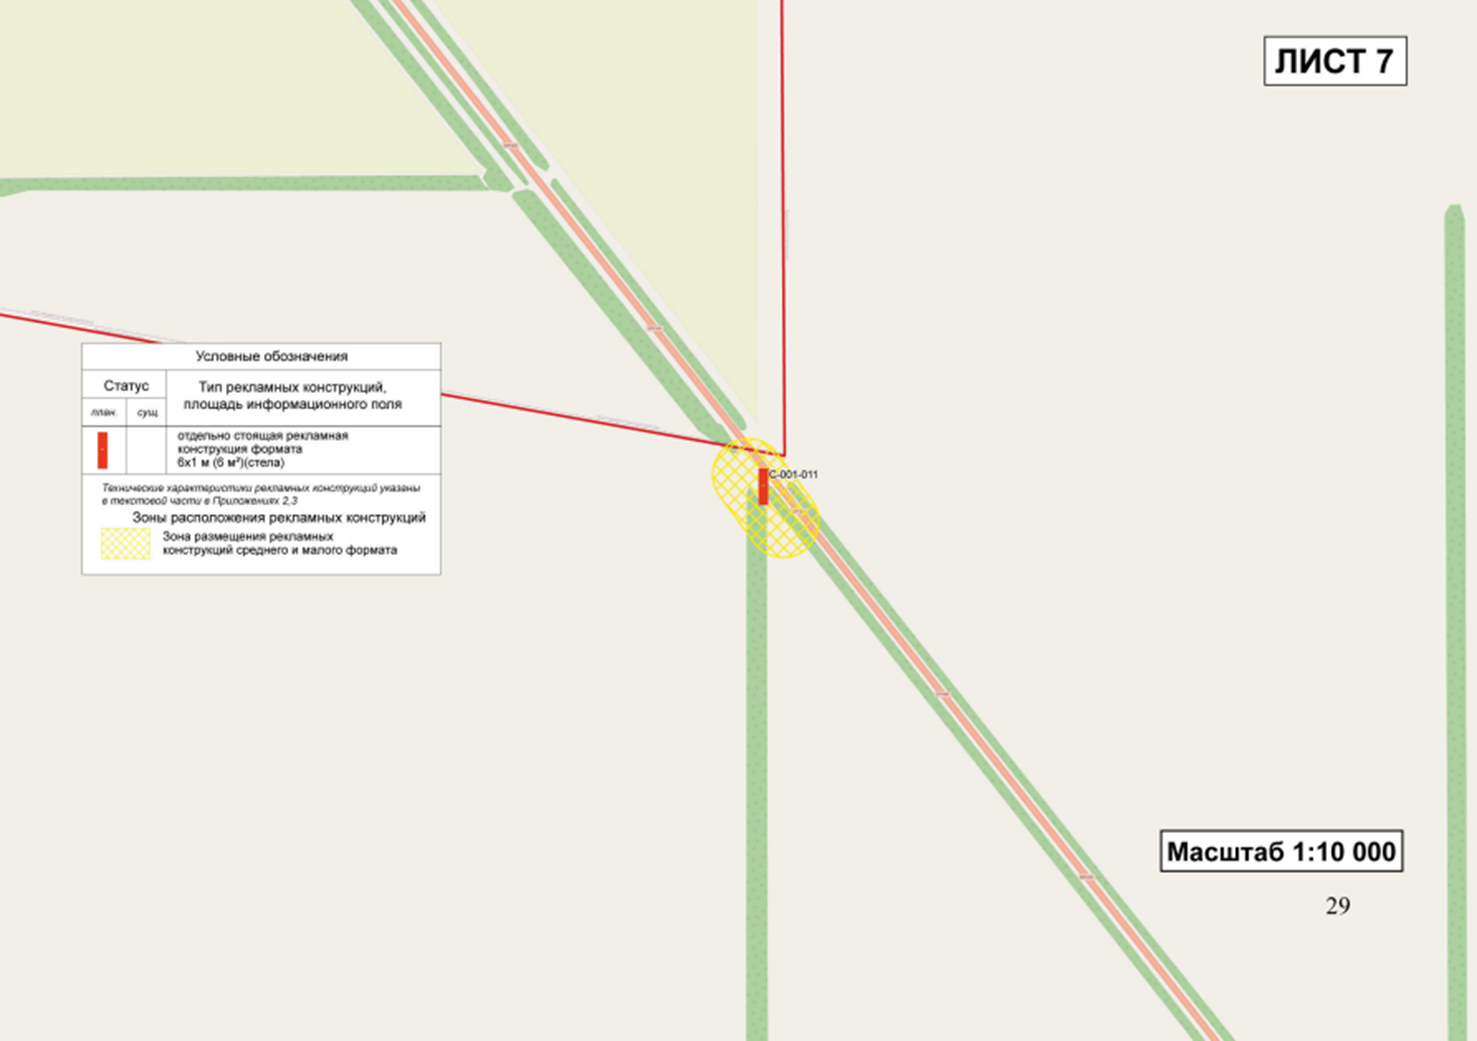 ЛИСТ 7
Условные обозначения
Статус
Тип рекламных конструкций,
площадь информационного поля
план.
сущ.
отдельно стоящая рекламная
конструкция формата
6х1 м (6 м²)(стела)
Технические характеристики рекламных конструкций указаны
в текстовой части в Приложениях 2,3
Зоны расположения рекламных конструкций
Зона размещения рекламных
конструкций среднего и малого формата
С-001-011
Масштаб 1:10 000
29